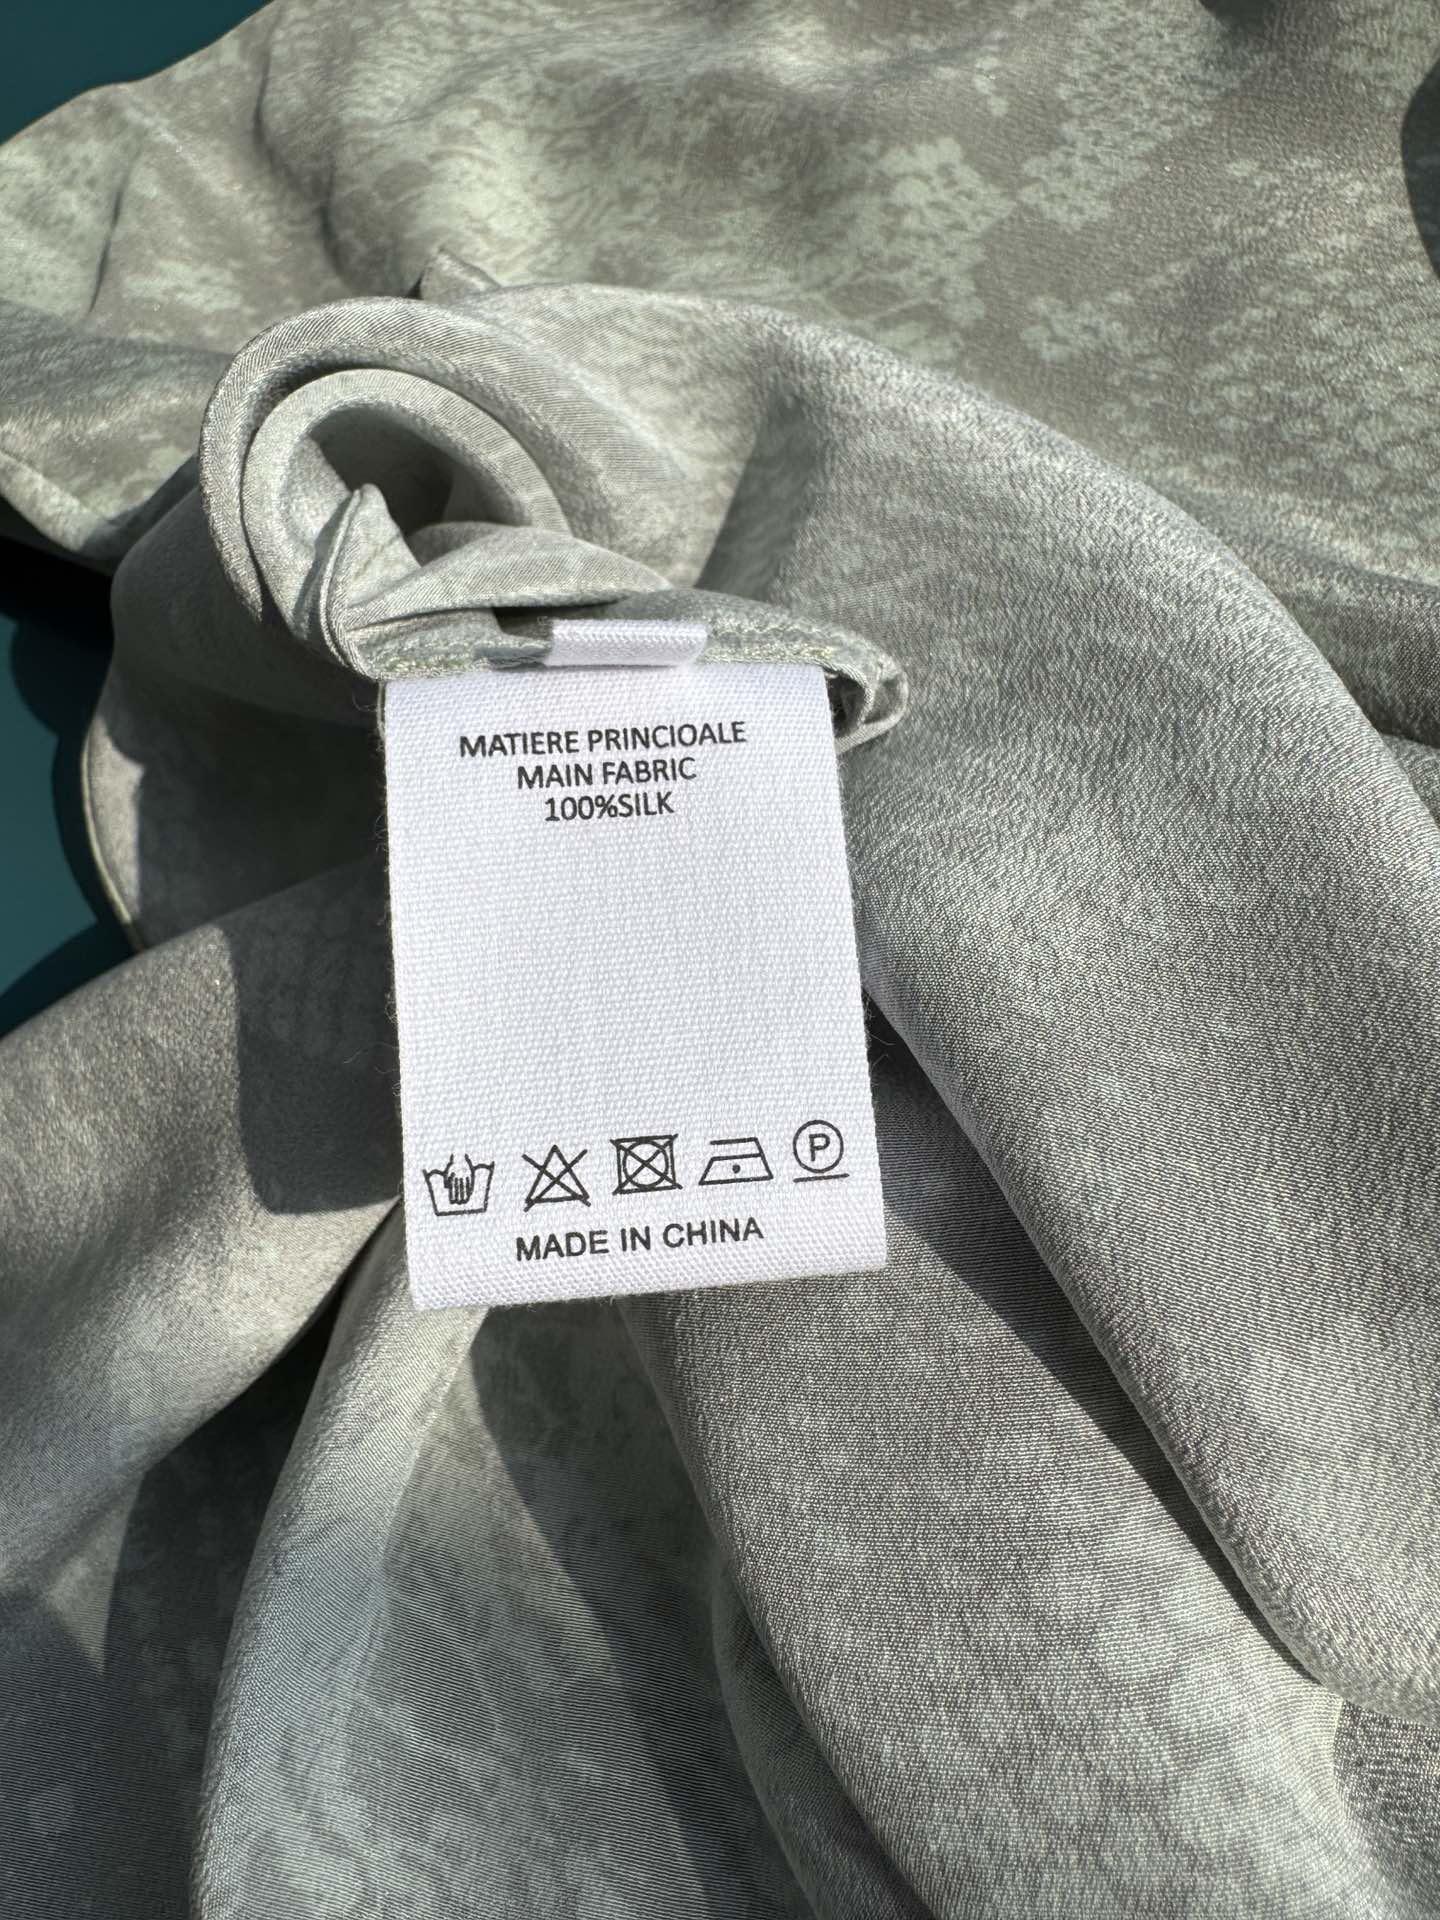 MATIERE PRINCIOALE
MAIN FABRIC
100%SILK
P
MADE IN CHINA